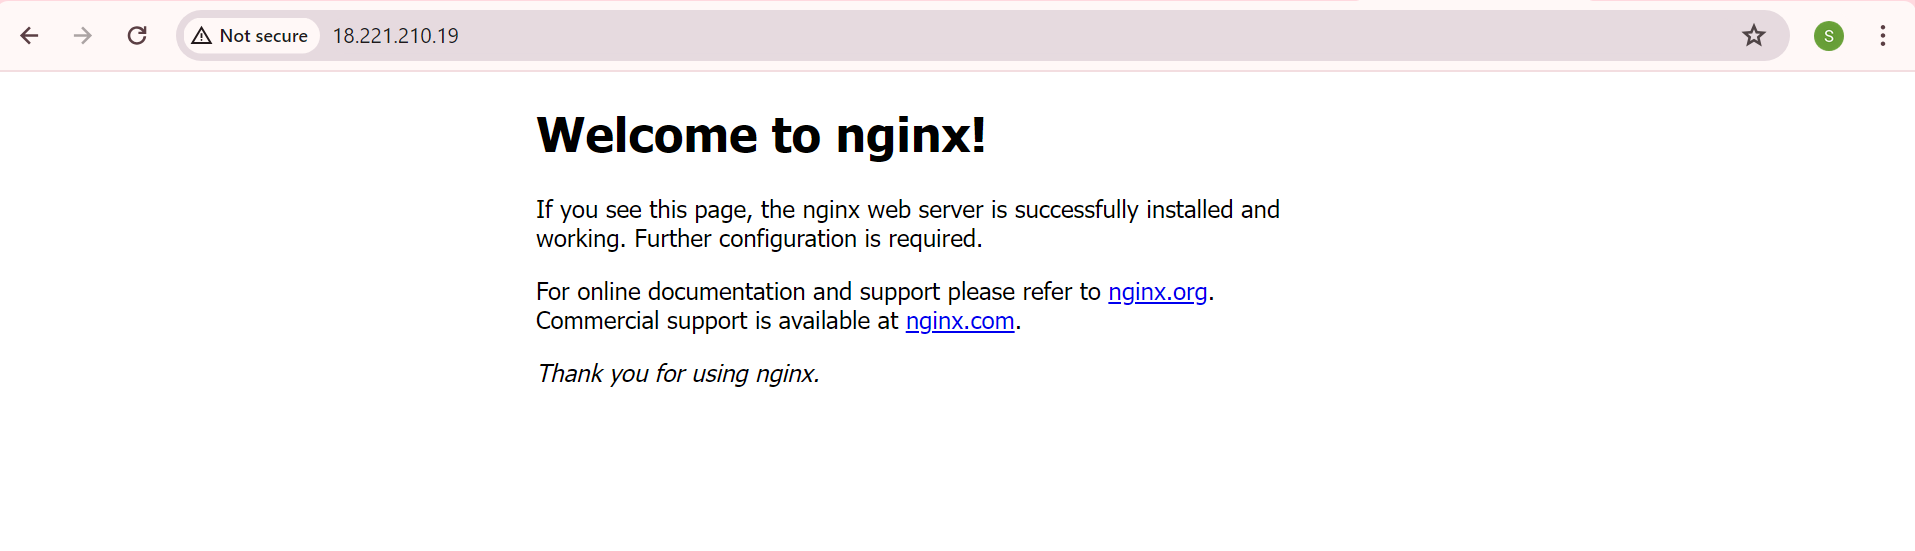 Not secure 18.221.210.19 S
Welcome to nginx!
If you see this page, the nginx web server is successfully installed and
working. Further configuration is required.
For online documentation and support please refer to nginx.org.
Commercial support is available at nginx.com.
Thank you for using nginx.